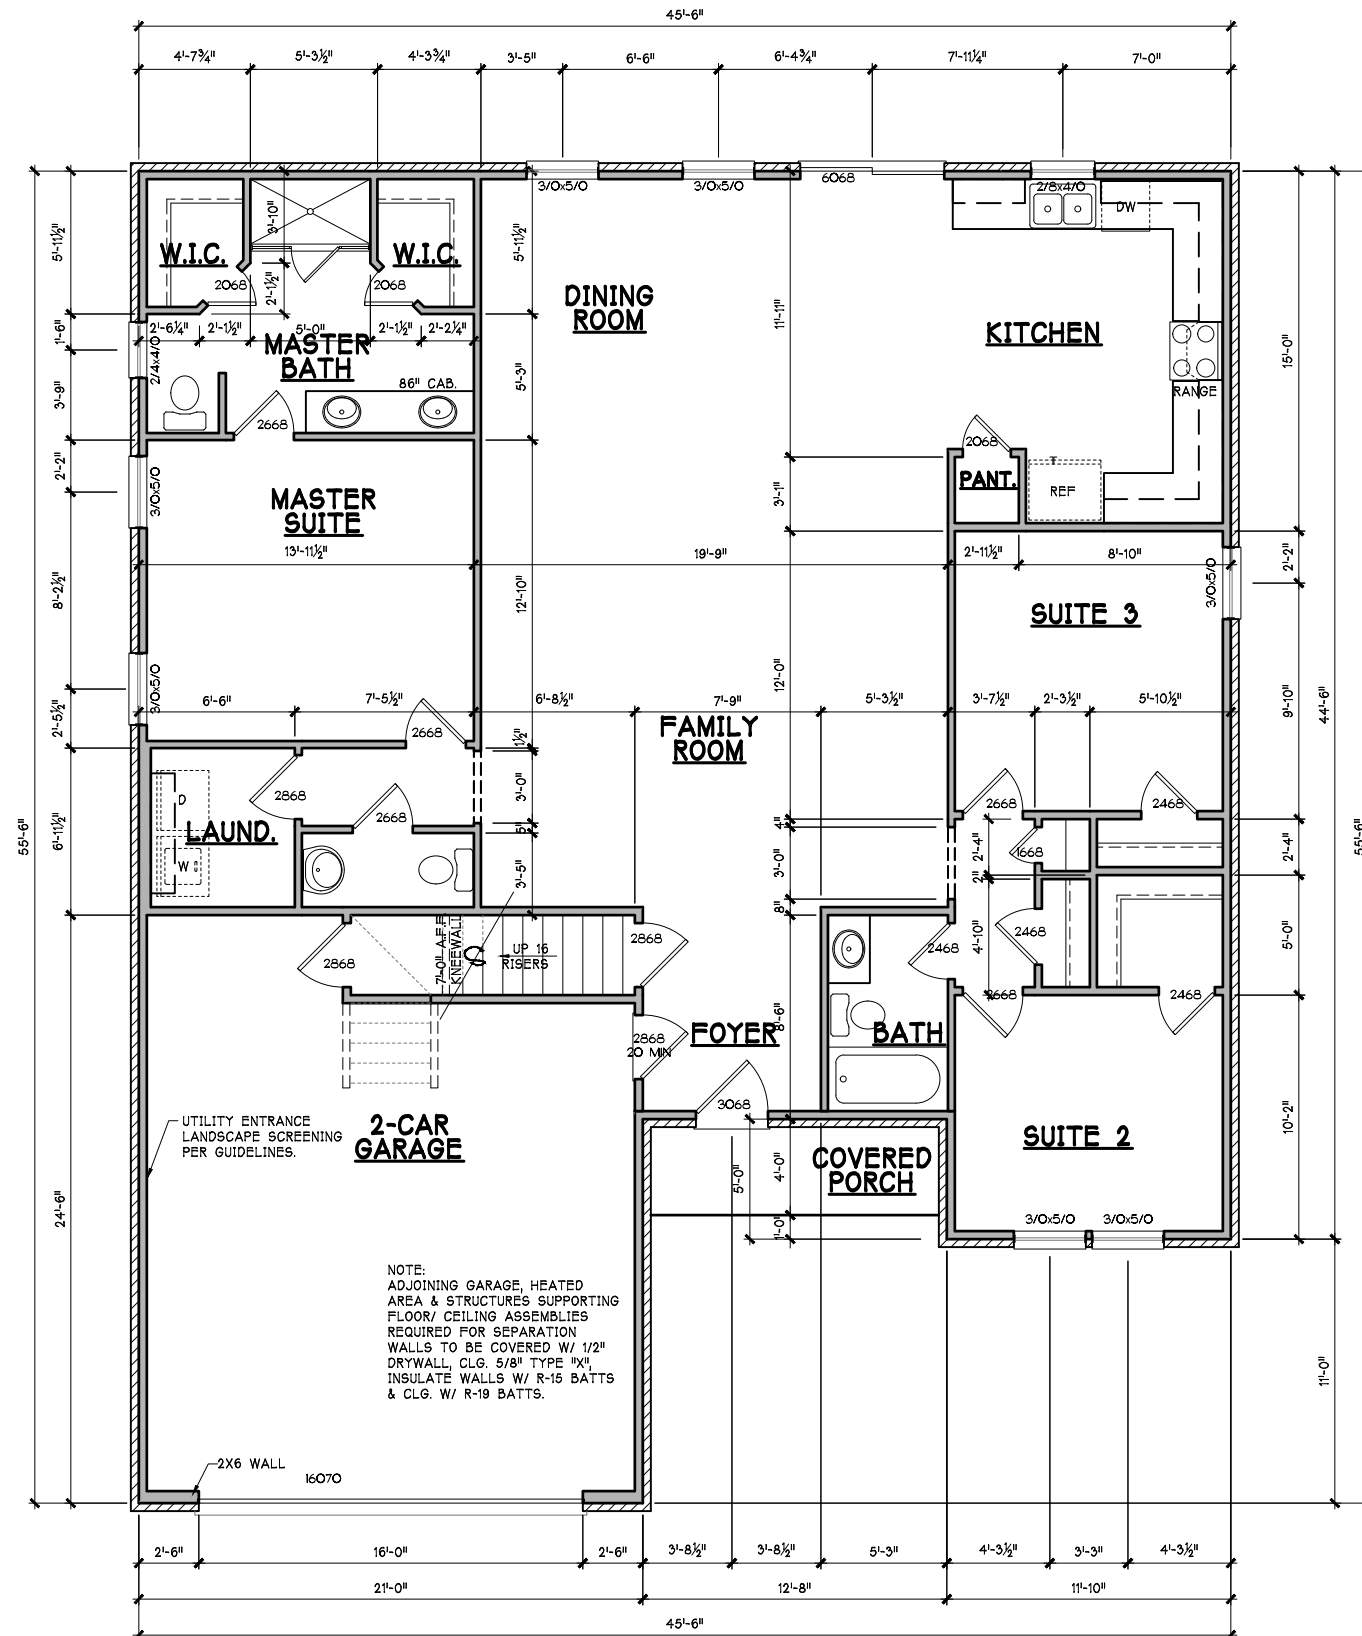 45'-6"
4'-7¾"
5'-3½"
4'-3¾"
3'-5"
6'-6"
6'-4¾"
7'-11¼"
7'-0"
3/0x5/0
3/0x5/0
6068
2/8x4/0
DW
3'-10"
5'-11½"
5'-11½"
W.I.C.
W.I.C.
2068
2068
2'-1½"
DINING
ROOM
11'-11"
KITCHEN
15'-0"
1'-6"
2'-6¼"
2'-1½"
5'-0"
2'-1½"
2'-2¼"
2/4x4/0
MASTER
BATH
86" CAB.
5'-3"
3'-9"
RANGE
2668
2068
2'-2"
3/0x5/0
MASTER
SUITE
PANT.
REF
3'-1"
13'-11½"
19'-9"
2'-11½"
8'-10"
2'-2"
3/0x5/0
8'-2½"
12'-10"
SUITE 3
12'-0"
3/0x5/0
6'-6"
7'-5½"
6'-8½"
7'-9"
5'-3½"
3'-7½"
2'-3½"
5'-10½"
9'-10"
44'-6"
2'-5½"
2668
1½"
FAMILY
ROOM
D
2868
3'-0"
2668
2468
55'-6"
6'-11½"
LAUND.
2668
5"
4"
2'-4"
1668
2'-4"
55'-6"
W
3'-5"
3'-0"
2"
8"
2868
7'-0" A.F.F.
KNEEWALL
UP 16
RISERS
2868
2468
4'-10"
2468
5'-0"
2668
2468
8'-6"
2868
20 MIN
FOYER
BATH
3068
UTILITY ENTRANCE
LANDSCAPE SCREENING
PER GUIDELINES.
2-CAR
GARAGE
COVERED
PORCH
SUITE 2
10'-2"
5'-0"
4'-0"
24'-6"
1'-0"
3/0x5/0
3/0x5/0
NOTE:
ADJOINING GARAGE, HEATED
AREA & STRUCTURES SUPPORTING
FLOOR/ CEILING ASSEMBLIES
REQUIRED FOR SEPARATION
WALLS TO BE COVERED W/ 1/2"
DRYWALL, CLG. 5/8" TYPE "X",
INSULATE WALLS W/ R-15 BATTS
& CLG. W/ R-19 BATTS.
11'-0"
2X6 WALL
16070
2'-6"
16'-0"
2'-6"
3'-8½"
3'-8½"
5'-3"
4'-3½"
3'-3"
4'-3½"
21'-0"
12'-8"
11'-10"
45'-6"